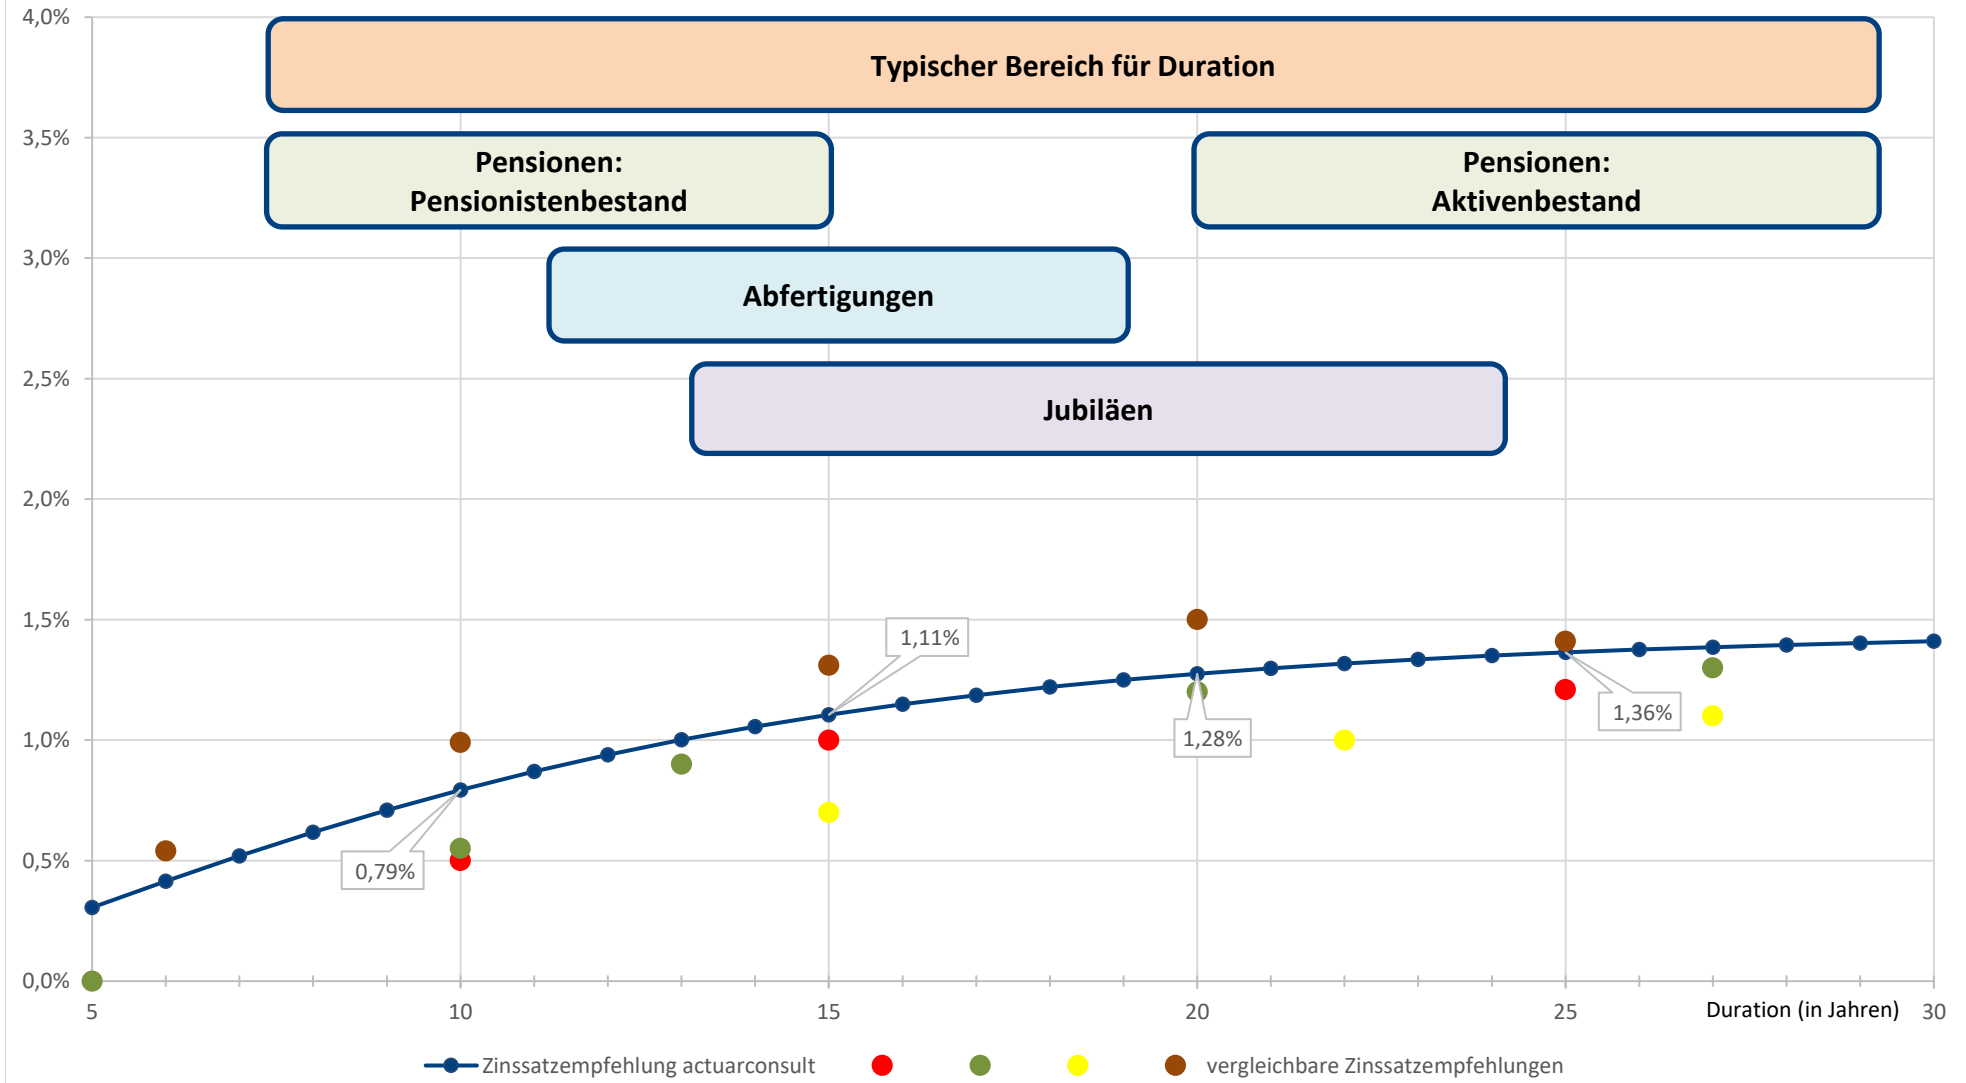 4,0%
Typischer Bereich für Duration
3,5%
Pensionen:
Pensionistenbestand
Pensionen:
Aktivenbestand
3,0%
Abfertigungen
2,5%
Jubiläen
2,0%
1,5%
1,11%
1,36%
1,28%
1,0%
0,79%
0,5%
0,0%
5
10
15
20
25
Duration (in Jahren)
30
Zinssatzempfehlung actuarconsult
vergleichbare Zinssatzempfehlungen